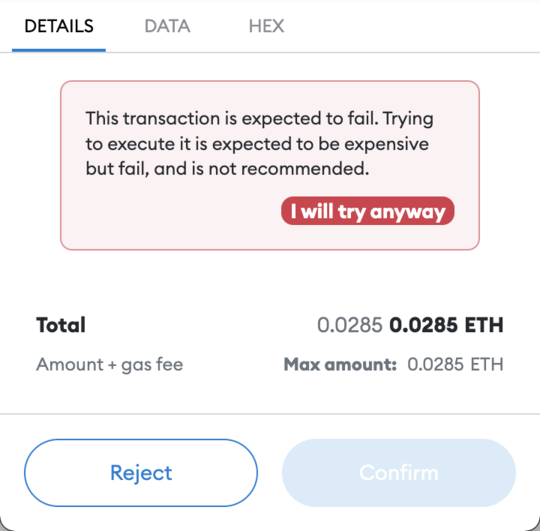 DETAILS DATA HEX
This transaction is expected to fail. Trying
to execute it is expected to be expensive
but fail, and is not recommended.
I will try anyway
Total 0.0285 0.0285 ETH
Amount + gas fee Max amount: 0.0285 ETH
Reject Confirm